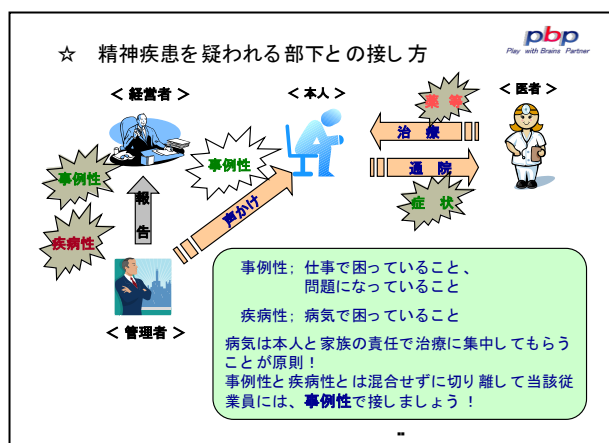 ☆ 精神疾患を疑われる部下との接し方
pbp
Play with Brains Partner
＜経営者＞
＜本人＞
＜医者＞
薬 等
治 療
通 院
症 状
事例性
事例性
疾病性
報告
声かけ
＜管理者＞
事例性；仕事で困っていること、
問題になっていること
疾病性；病気で困っていること
病気は本人と家族の責任で治療に集中してもらう
ことが原則！
事例性と疾病性とは混合せずに切り離して当該従
業員には、事例性で接しましょう！